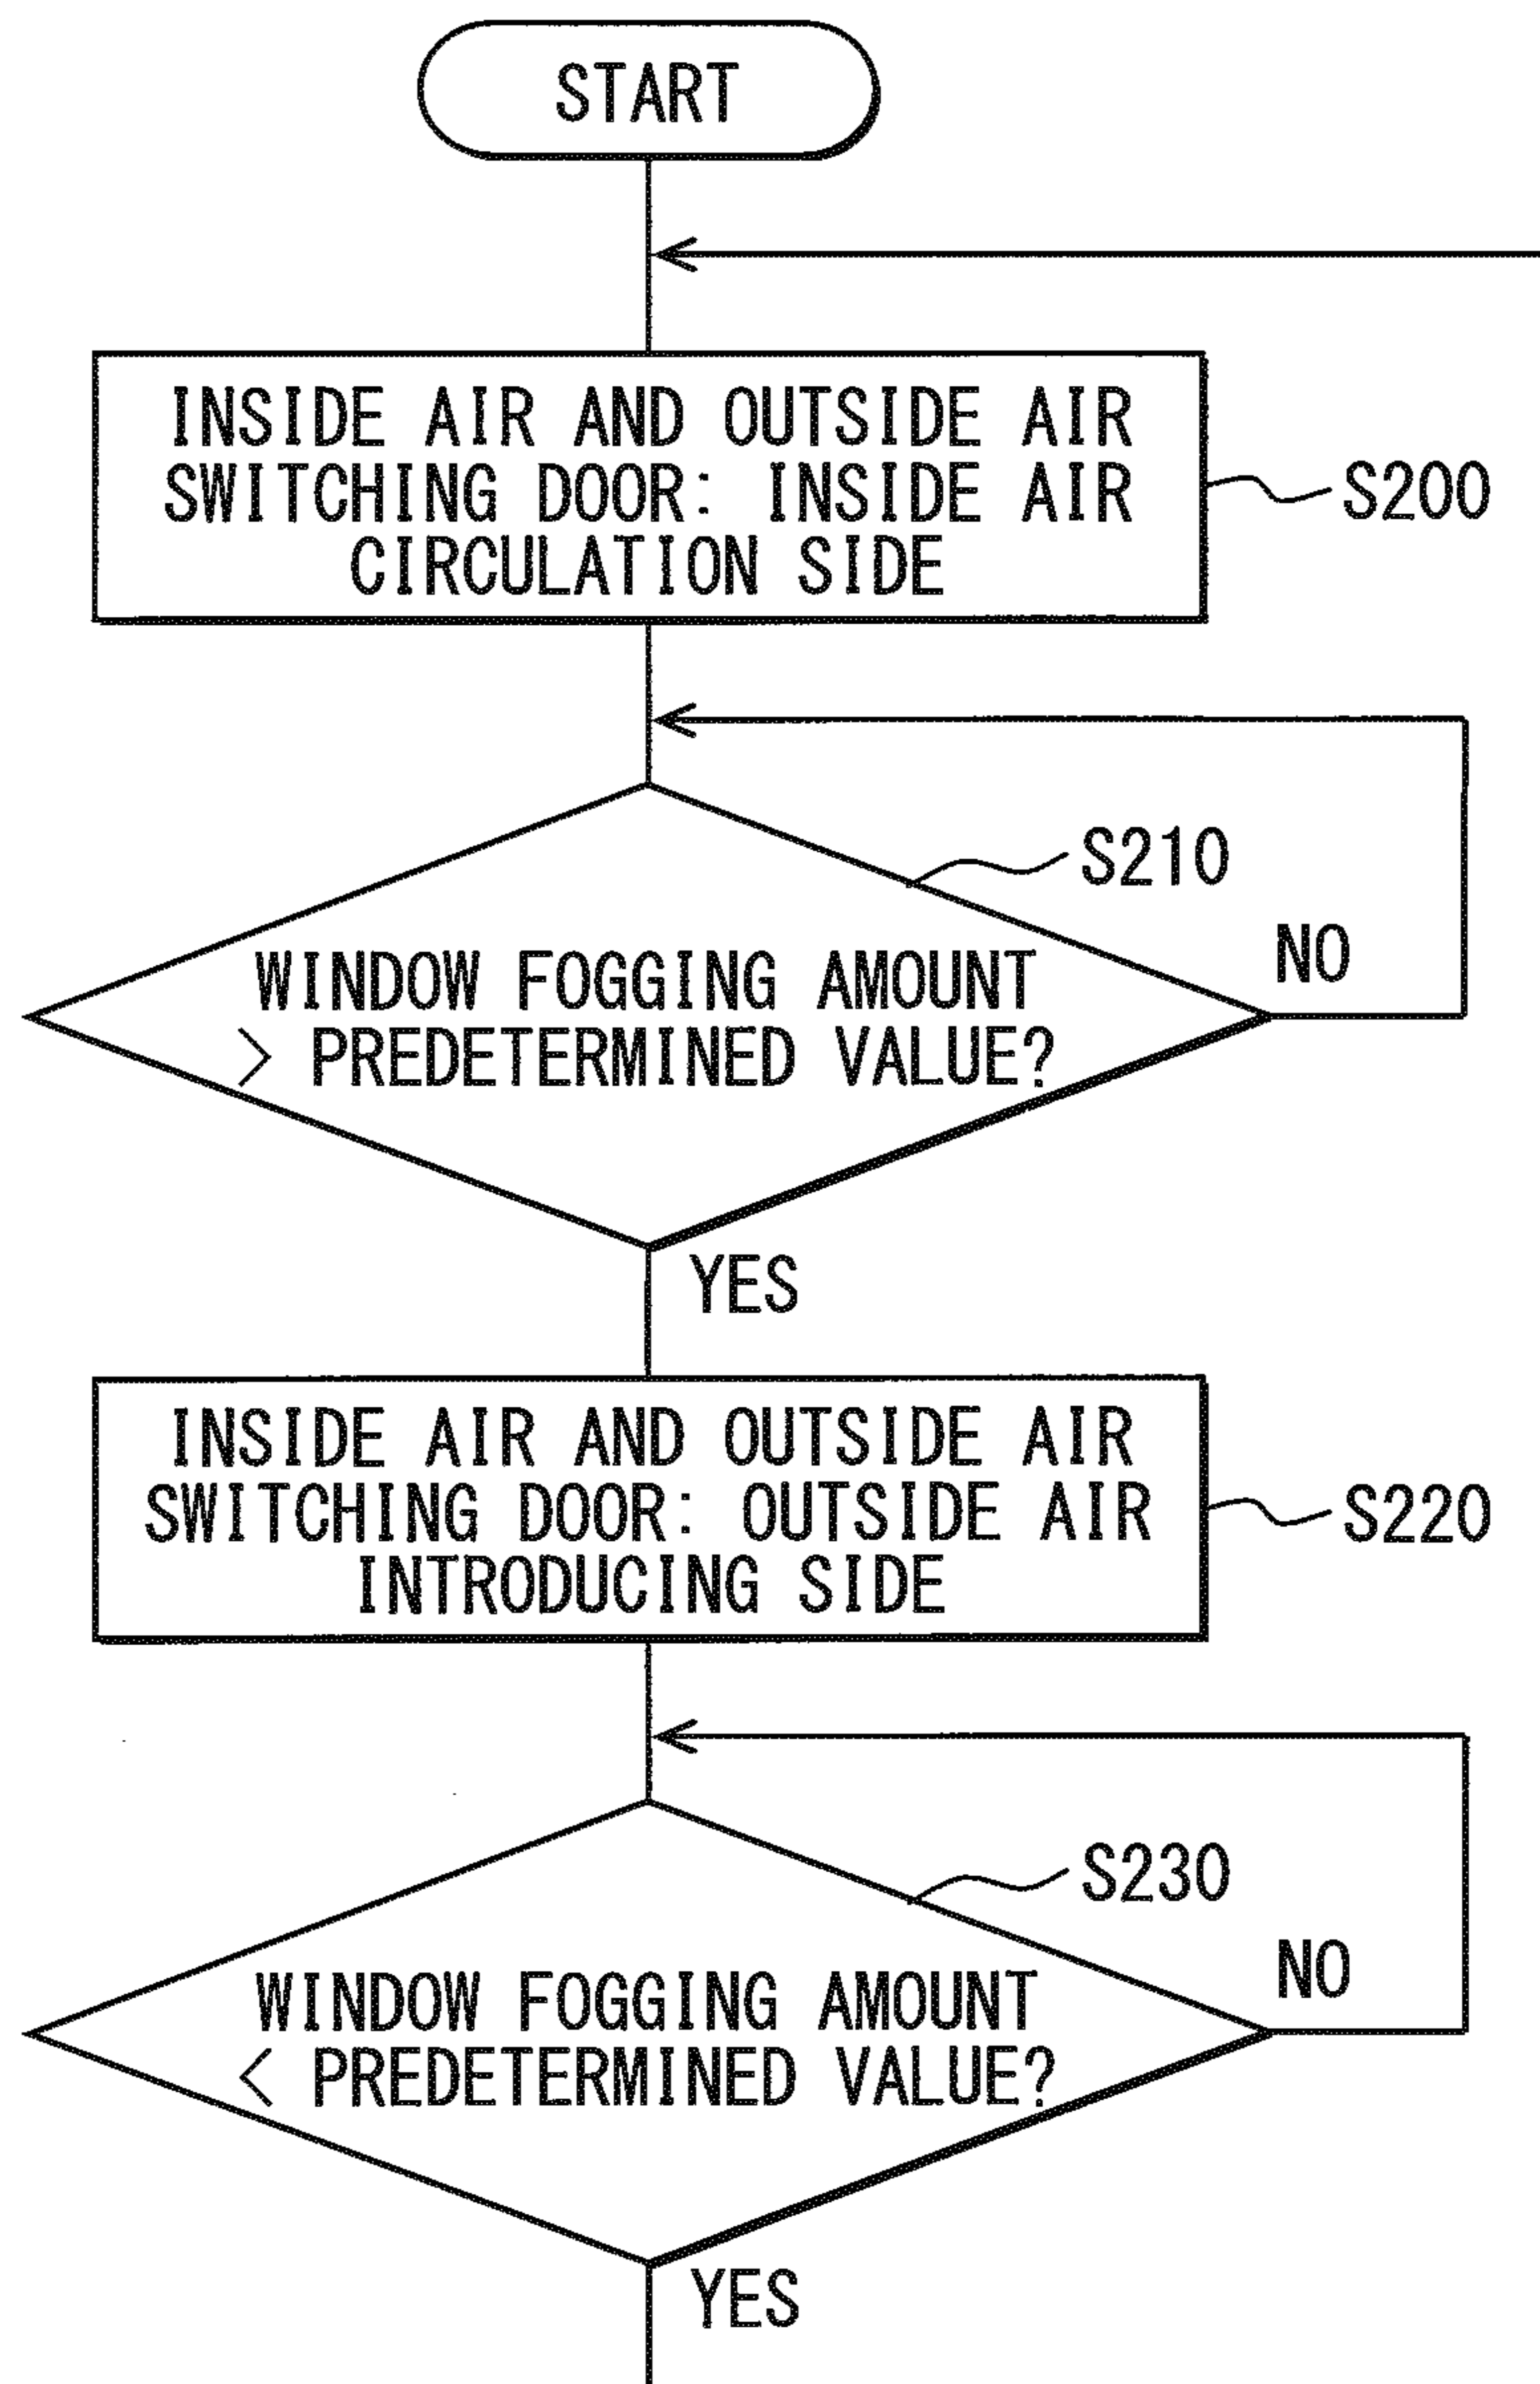 START
INSIDE AIR AND OUTSIDE AIR
SWITCHING DOOR: INSIDE AIR
CIRCULATION SIDE
S200
S210
NO
WINDOW FOGGING AMOUNT
> PREDETERMINED VALUE?
YES
INSIDE AIR AND OUTSIDE AIR
SWITCHING DOOR: OUTSIDE AIR
INTRODUCING SIDE
S220
S230
NO
WINDOW FOGGING AMOUNT
< PREDETERMINED VALUE?
YES